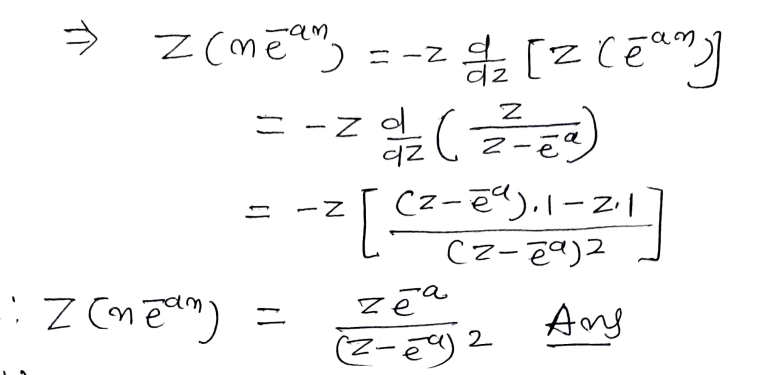 ⇒ Z(ne^{-an}) = -z d/dz [Z(e^{-an})]
= -z d/dz (z/(z-e^{-a}))
= -z [((z-e^{-a}).1 - z.1)/(z-e^{-a})^2]
∴ Z(ne^{-an}) = ze^{-a}/(z-e^{-a})^2 Ans